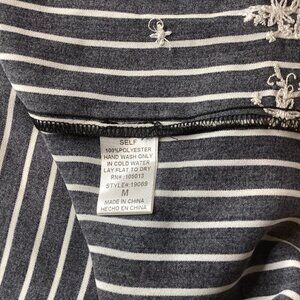 SELF
100%POLYESTER
HAND WASH ONLY
IN COLD WATER
LAY FLAT TO DRY
RN#:100013
STYLE#:19069
M
MADE IN CHINA
HECHO EN CHINA